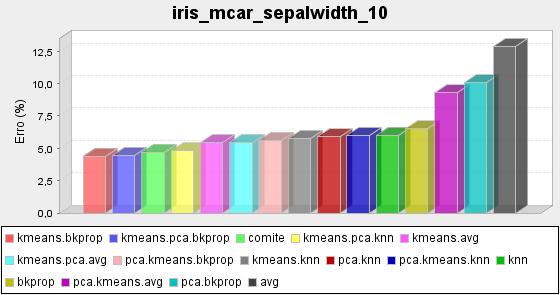 iris_mcar_sepalwidth_10
Erro (%)
12,5
10,0
7,5
5,0
2,5
0,0
kmeans.bkprop kmeans.pca.bkprop comite kmeans.pca.knn kmeans.avg
kmeans.pca.avg pca.kmeans.bkprop kmeans.knn pca.knn pca.kmeans.knn knn
bkprop pca.kmeans.avg pca.bkprop avg